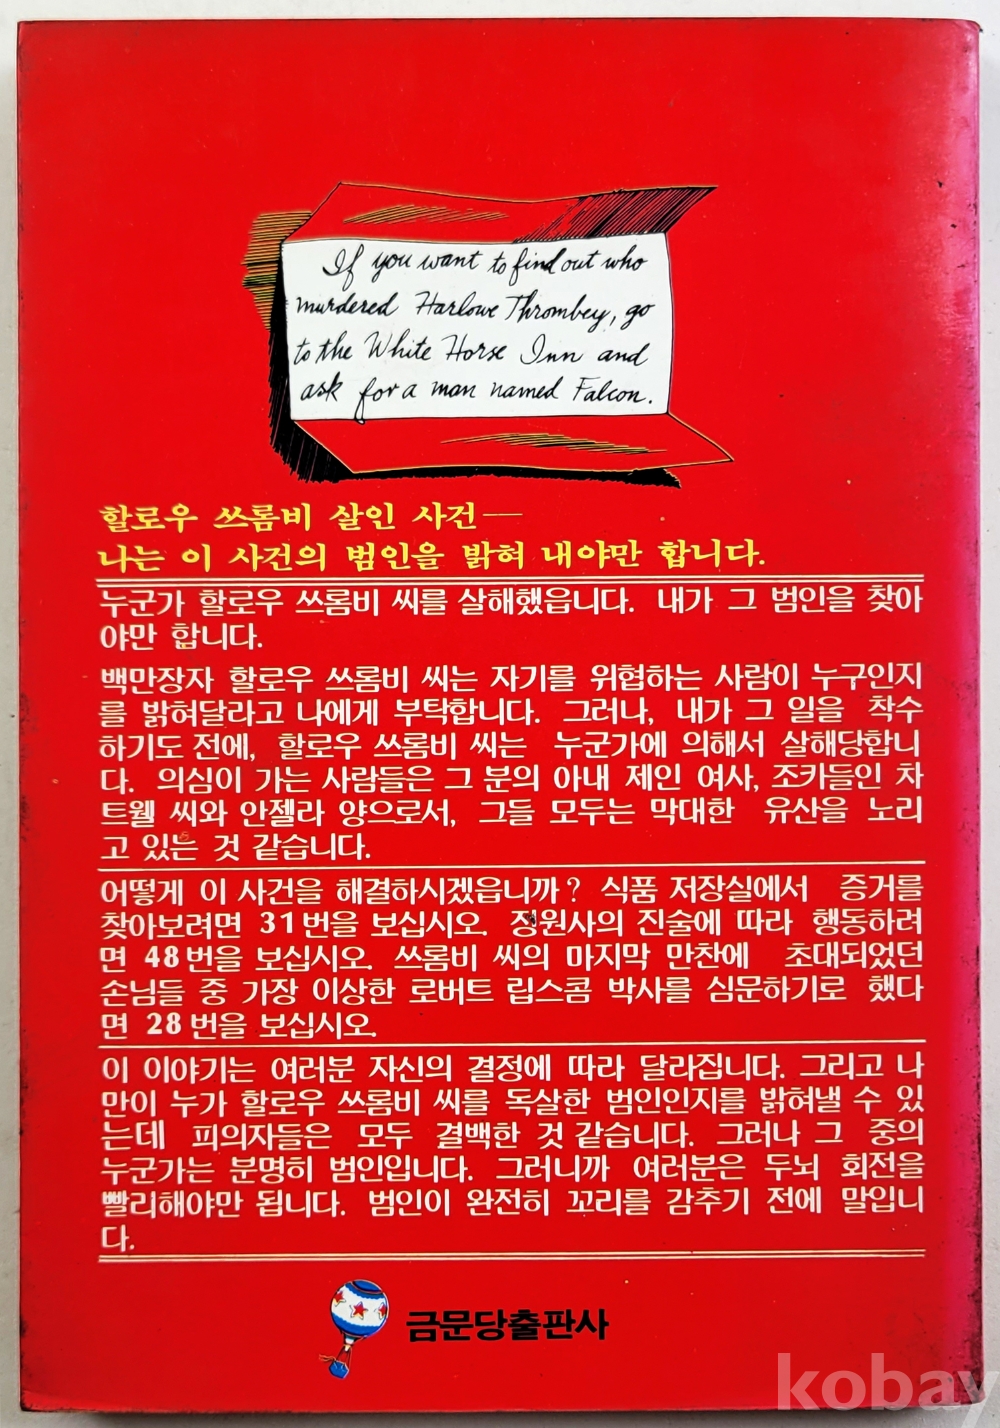 If you want to find out who
murdered Harlowe Thrombey, go
to the White Horse Inn and
ask for a man named Falcon.
할로우 쓰롬비 살인 사건—
나는 이 사건의 범인을 밝혀 내야만 합니다.
누군가 할로우 쓰롬비 씨를 살해했읍니다. 내가 그 범인을 찾아
야만 합니다.
백만장자 할로우 쓰롬비 씨는 자기를 위협하는 사람이 누구인지
를 밝혀달라고 나에게 부탁합니다. 그러나, 내가 그 일을 착수
하기도 전에, 할로우 쓰롬비 씨는 누군가에 의해서 살해당합니
다. 의심이 가는 사람들은 그 분의 아내 제인 여사, 조카들인 차
트웰 씨와 안젤라 양으로서, 그들 모두는 막대한 유산을 노리
고 있는 것 같습니다.
어떻게 이 사건을 해결하시겠읍니까? 식품 저장실에서 증거를
찾아보려면 31번을 보십시오. 정원사의 진술에 따라 행동하려
면 48번을 보십시오. 쓰롬비 씨의 마지막 만찬에 초대되었던
손님들 중 가장 이상한 로버트 립스콤 박사를 심문하기로 했다
면 28번을 보십시오.
이 이야기는 여러분 자신의 결정에 따라 달라집니다. 그리고 나
만이 누가 할로우 쓰롬비 씨를 독살한 범인인지를 밝혀낼 수 있
는데 피의자들은 모두 결백한 것 같습니다. 그러나 그 중의
누군가는 분명히 범인입니다. 그러니까 여러분은 두뇌 회전을
빨리해야만 됩니다. 범인이 완전히 꼬리를 감추기 전에 말입니
다.
금문당출판사
kobay